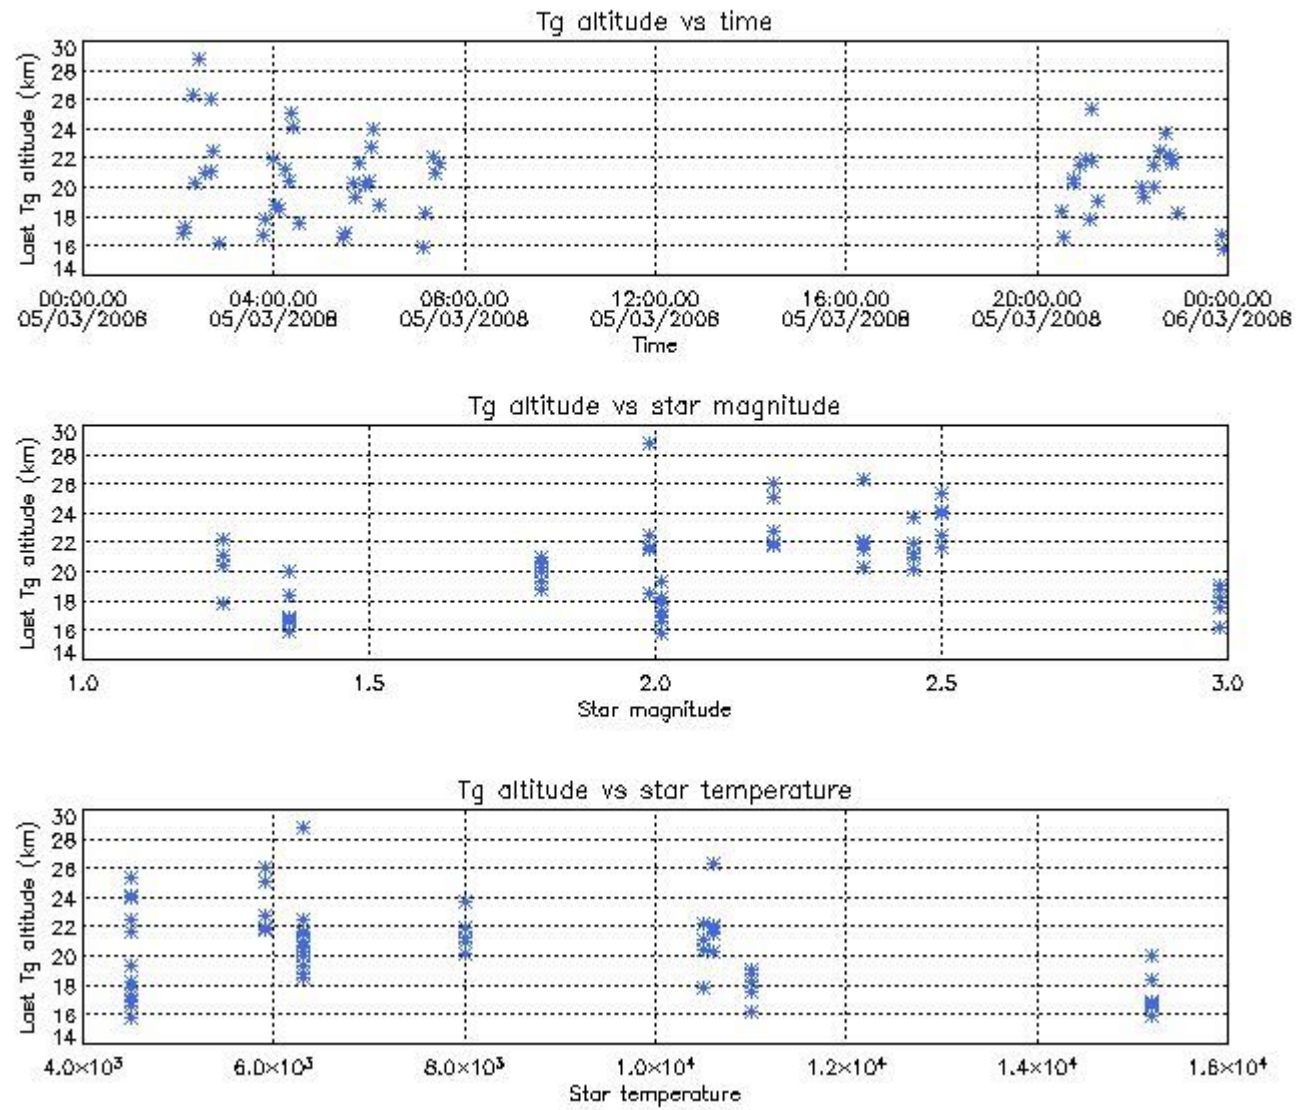 Tg altitude vs time
Last Tg altitude (km)
30
28
26
24
22
20
18
16
14
00:00.00 04:00.00 08:00.00 12:00.00 16:00.00 20:00.00 00:00.00
05/03/2008 05/03/2008 05/03/2008 05/03/2008 05/03/2008 05/03/2008 06/03/2008
Time
Tg altitude vs star magnitude
Last Tg altitude (km)
30
28
26
24
22
20
18
16
14
1.0 1.5 2.0 2.5 3.0
Star magnitude
Tg altitude vs star temperature
Last Tg altitude (km)
30
28
26
24
22
20
18
16
14
4.0×10³ 6.0×10³ 8.0×10³ 1.0×10⁴ 1.2×10⁴ 1.4×10⁴ 1.6×10⁴
Star temperature